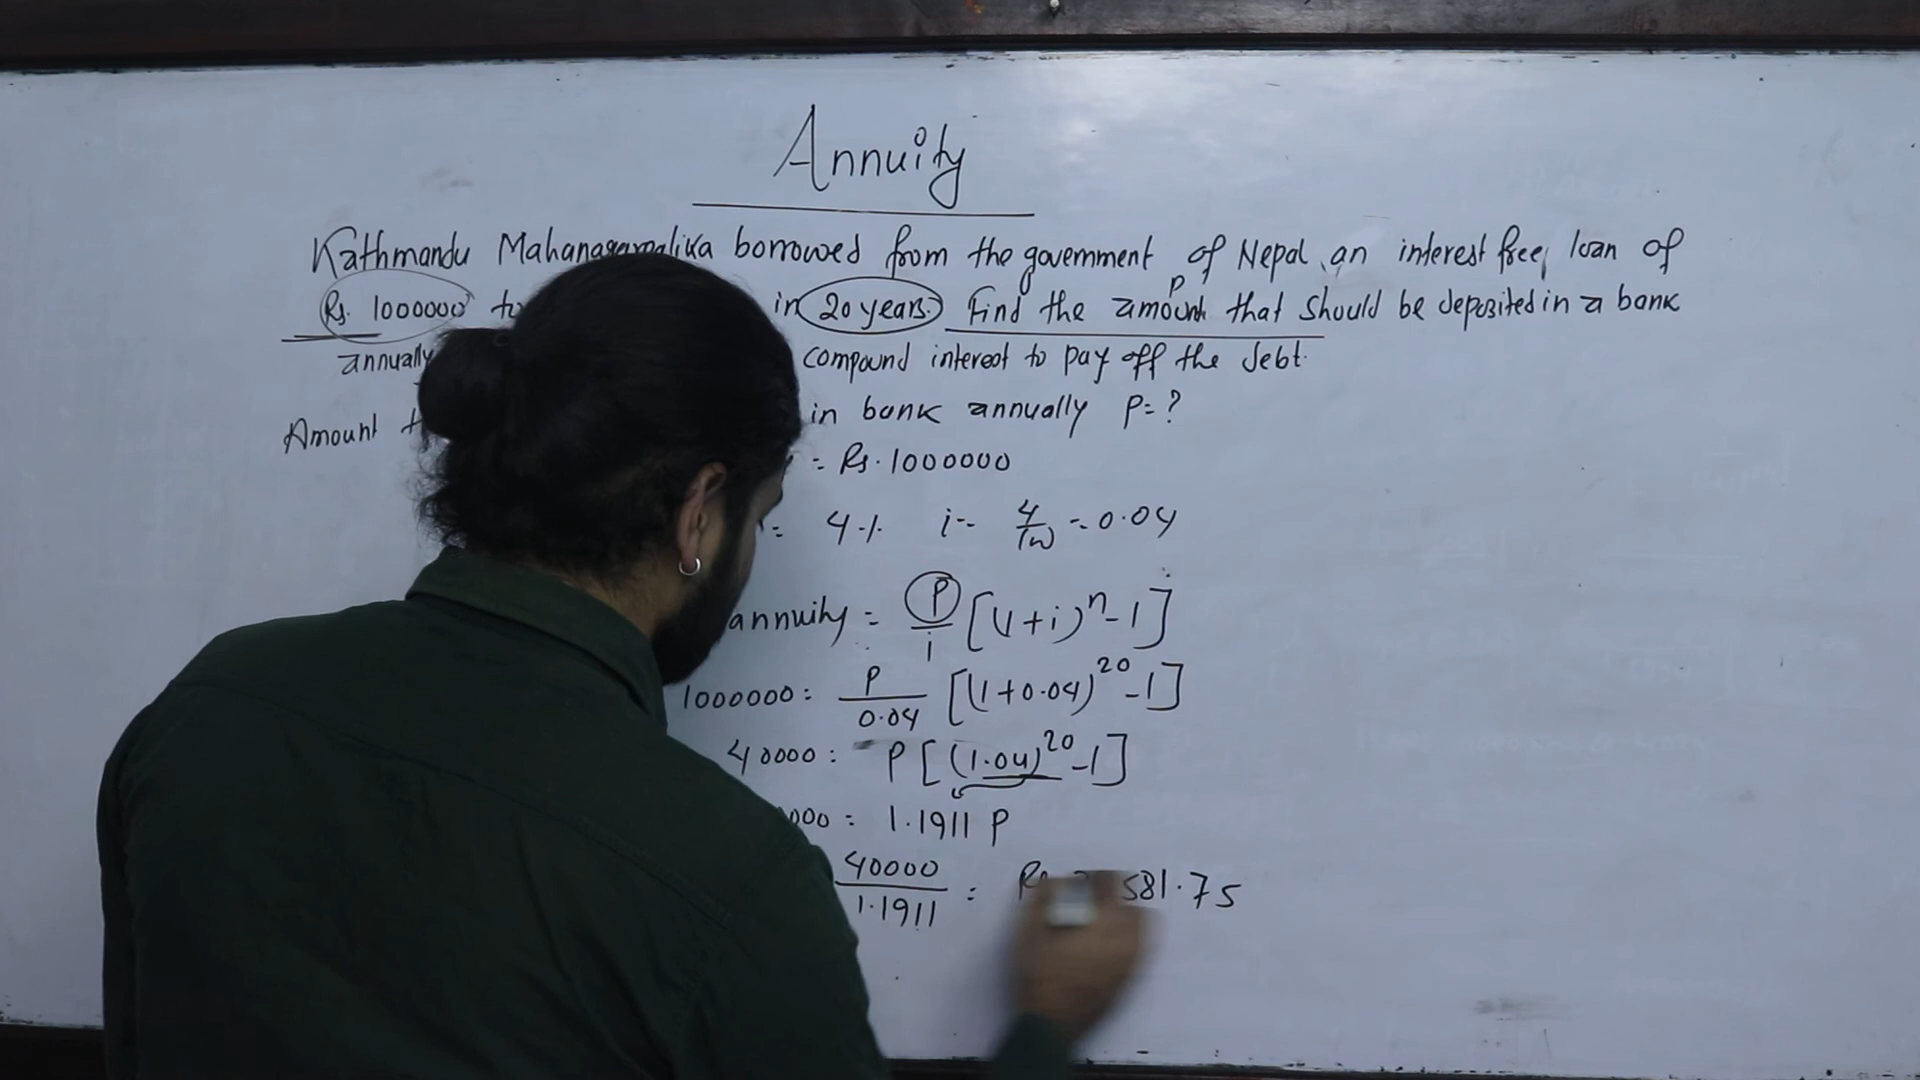 Annuity
Kathmandu Mahanagarpalika borrowed from the government of Nepal, an interest free loan of
P
Rs. 1000000 in 20 years. Find the amount that should be deposited in a bank
annually compound interest to pay off the debt.
Amount in bank annually P=?
= Rs. 1000000
= 4% i = 4/100 = 0.04
annuity = P/i [(1+i)^n - 1]
1000000 = P/0.04 [(1+0.04)^20 - 1]
40000 = P[(1.04)^20 - 1]
000 = 1.1911 P
40000/1.1911 = Rs 581.75